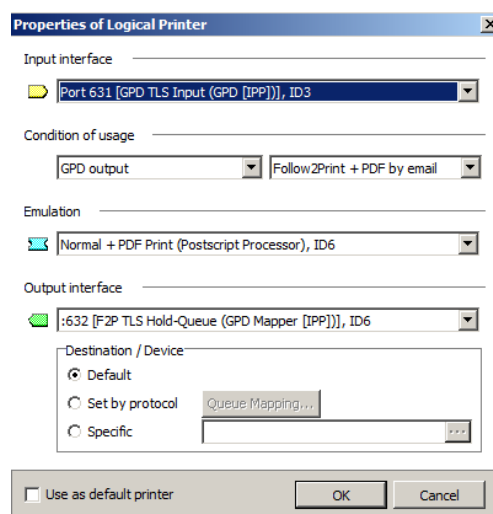 Properties of Logical Printer
Input interface
Port 631 [GPD TLS Input (GPD [IPP])], ID3
Condition of usage
GPD output Follow2Print + PDF by email
Emulation
Normal + PDF Print (Postscript Processor), ID6
Output interface
:632 [F2P TLS Hold-Queue (GPD Mapper [IPP])], ID6
Destination / Device
Default
Set by protocol Queue Mapping...
Specific ...
Use as default printer OK Cancel